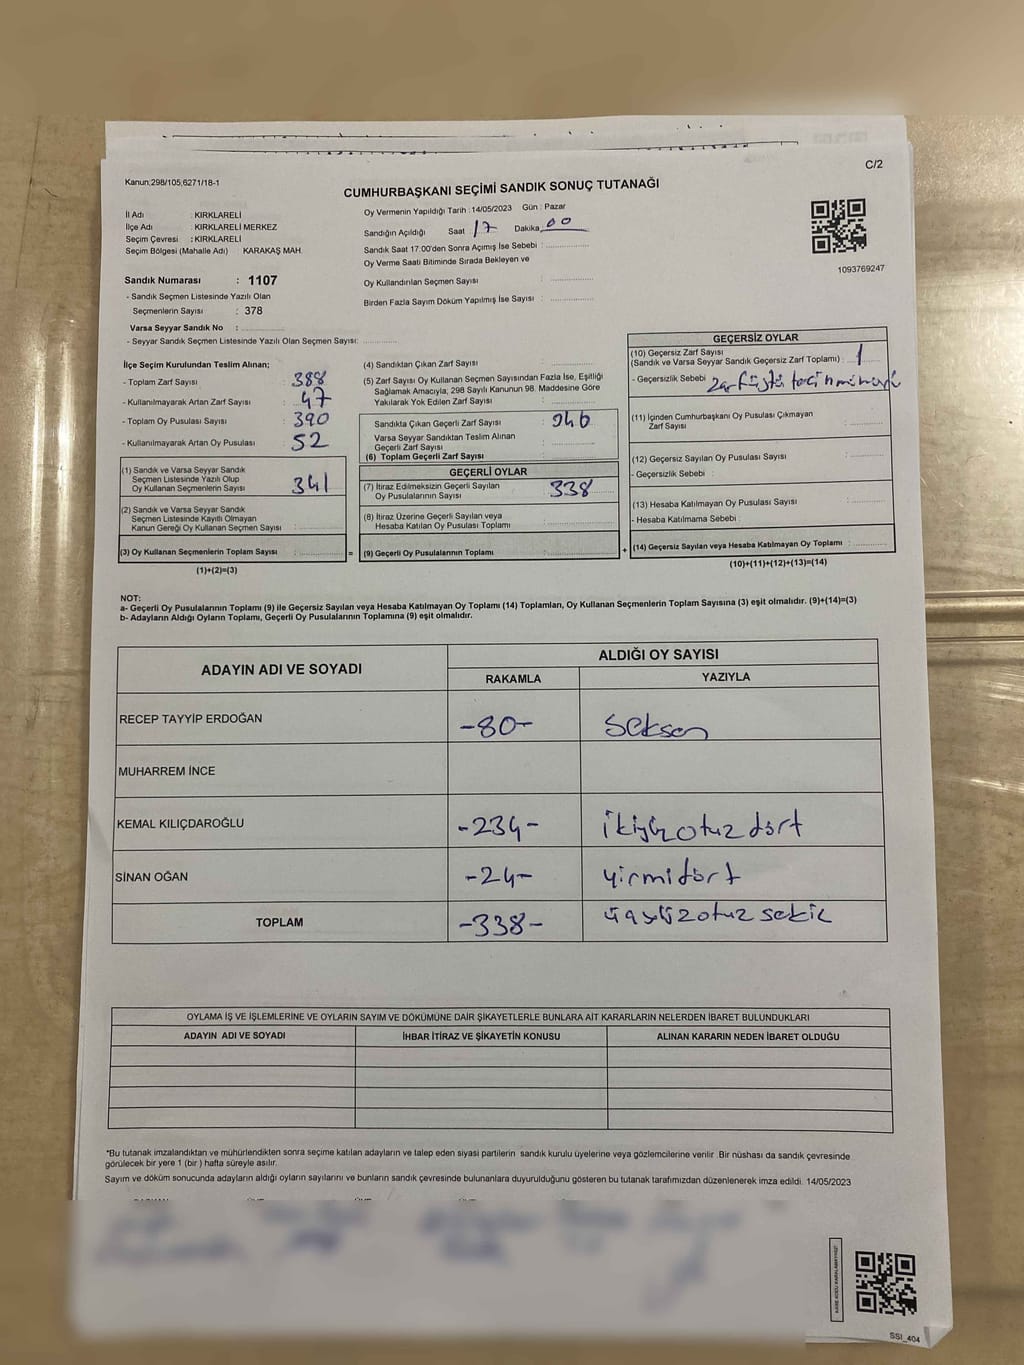 C/2
Kanun;298/105,6271/18-1
CUMHURBAŞKANI SEÇİMİ SANDIK SONUÇ TUTANAĞI
İl Adı : KIRKLARELİ
İlçe Adı : KIRKLARELİ MERKEZ
Seçim Çevresi : KIRKLARELİ
Seçim Bölgesi (Mahalle Adı) KARAKAŞ MAH.
Oy Vermenin Yapıldığı Tarih : 14/05/2023 Gün : Pazar
Sandığın Açıldığı Saat 17 Dakika 00
Sandık Saat 17:00'den Sonra Açımış İse Sebebi :
Oy Verme Saati Bitiminde Sırada Bekleyen ve
Oy Kullandırılan Seçmen Sayısı :
Birden Fazla Sayım Döküm Yapılmış İse Sayısı :
1093769247
Sandık Numarası : 1107
- Sandık Seçmen Listesinde Yazılı Olan
Seçmenlerin Sayısı : 378
Varsa Seyyar Sandık No :
- Seyyar Sandık Seçmen Listesinde Yazılı Olan Seçmen Sayısı:
İlçe Seçim Kurulundan Teslim Alınan;
- Toplam Zarf Sayısı : 388
- Kullanılmayarak Artan Zarf Sayısı : 47
- Toplam Oy Pusulası Sayısı : 390
- Kullanılmayarak Artan Oy Pusulası : 52
(1) Sandık ve Varsa Seyyar Sandık
Seçmen Listesinde Yazılı Olup
Oy Kullanan Seçmenlerin Sayısı : 341
(2) Sandık ve Varsa Seyyar Sandık
Seçmen Listesinde Kayıtlı Olmayan
Kanun Gereği Oy Kullanan Seçmen Sayısı :
(3) Oy Kullanan Seçmenlerin Toplam Sayısı : =
(1)+(2)=(3)
(4) Sandıktan Çıkan Zarf Sayısı :
(5) Zarf Sayısı Oy Kullanan Seçmen Sayısından Fazla İse, Eşitliği
Sağlamak Amacıyla; 298 Sayılı Kanunun 98. Maddesine Göre
Yakılarak Yok Edilen Zarf Sayısı :
Sandıkta Çıkan Geçerli Zarf Sayısı :
Varsa Seyyar Sandıktan Teslim Alınan
Geçerli Zarf Sayısı :
(6) Toplam Geçerli Zarf Sayısı :
GEÇERLİ OYLAR
(7) İtiraz Edilmeksizin Geçerli Sayılan
Oy Pusulalarının Sayısı : 338
(8) İtiraz Üzerine Geçerli Sayılan veya
Hesaba Katılan Oy Pusulası Toplamı :
(9) Geçerli Oy Pusulalarının Toplamı : +
GEÇERSİZ OYLAR
(10) Geçersiz Zarf Sayısı
(Sandık ve Varsa Seyyar Sandık Geçersiz Zarf Toplamı) : 1
- Geçersizlik Sebebi :
(11) İçinden Cumhurbaşkanı Oy Pusulası Çıkmayan
Zarf Sayısı :
(12) Geçersiz Sayılan Oy Pusulası Sayısı :
- Geçersizlik Sebebi :
(13) Hesaba Katılmayan Oy Pusulası Sayısı :
- Hesaba Katılmama Sebebi :
(14) Geçersiz Sayılan veya Hesaba Katılmayan Oy Toplamı :
(10)+(11)+(12)+(13)=(14)
NOT:
a- Geçerli Oy Pusulalarının Toplamı (9) ile Geçersiz Sayılan veya Hesaba Katılmayan Oy Toplamı (14) Toplamları, Oy Kullanan Seçmenlerin Toplam Sayısına (3) eşit olmalıdır. (9)+(14)=(3)
b- Adayların Aldığı Oyların Toplamı, Geçerli Oy Pusulalarının Toplamına (9) eşit olmalıdır.
ADAYIN ADI VE SOYADI
ALDIĞI OY SAYISI
RAKAMLA YAZIYLA
RECEP TAYYİP ERDOĞAN -80- Seksen
MUHARREM İNCE
KEMAL KILIÇDAROĞLU -234- ikiyüzotuz dört
SİNAN OĞAN -24- yirmidört
TOPLAM -338- üçyüzotuz sekiz
OYLAMA İŞ VE İŞLEMLERİNE VE OYLARIN SAYIM VE DÖKÜMÜNE DAİR ŞİKAYETLERLE BUNLARA AİT KARARLARIN NELERDEN İBARET BULUNDUKLARI
ADAYIN ADI VE SOYADI İHBAR İTİRAZ VE ŞİKAYETİN KONUSU ALINAN KARARIN NEDEN İBARET OLDUĞU
*Bu tutanak imzalandıktan ve mühürlendikten sonra seçime katılan adayların ve talep eden siyasi partilerin sandık kurulu üyelerine veya gözlemcilerine verilir .Bir nüshası da sandık çevresinde
görülecek bir yere 1 (bir ) hafta süreyle asılır.
Sayım ve döküm sonucunda adayların aldığı oyların sayılarını ve bunların sandık çevresinde bulunanlara duyurulduğunu gösteren bu tutanak tarafımızdan düzenlenerek imza edildi. 14/05/2023
SSI_404